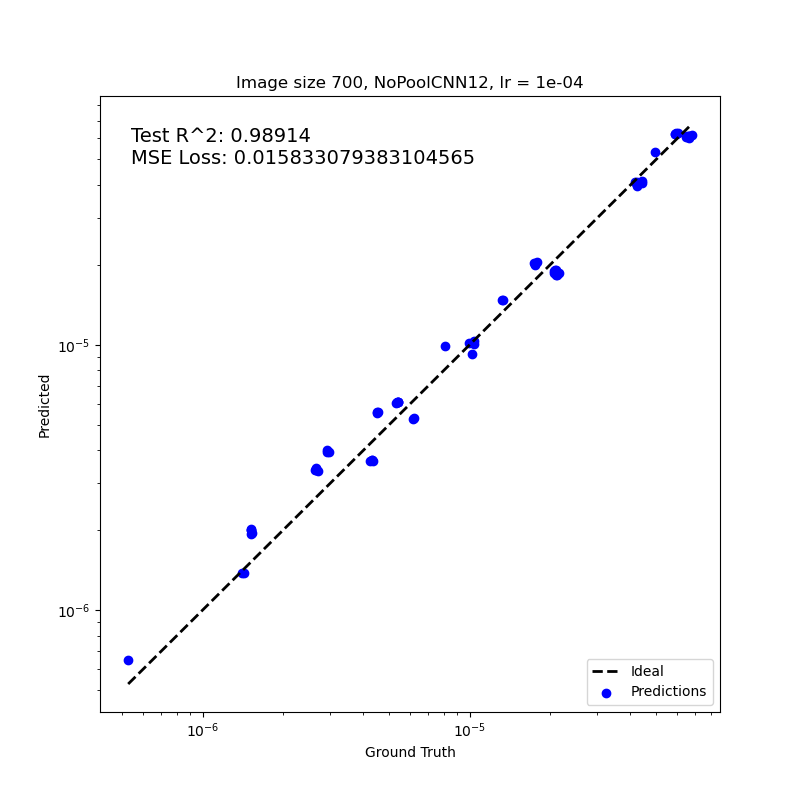 Image size 700, NoPoolCNN12, lr = 1e-04
Test R^2: 0.98914
MSE Loss: 0.015833079383104565
10⁻⁵
10⁻⁶
Predicted
Ideal
Predictions
10⁻⁶
10⁻⁵
Ground Truth